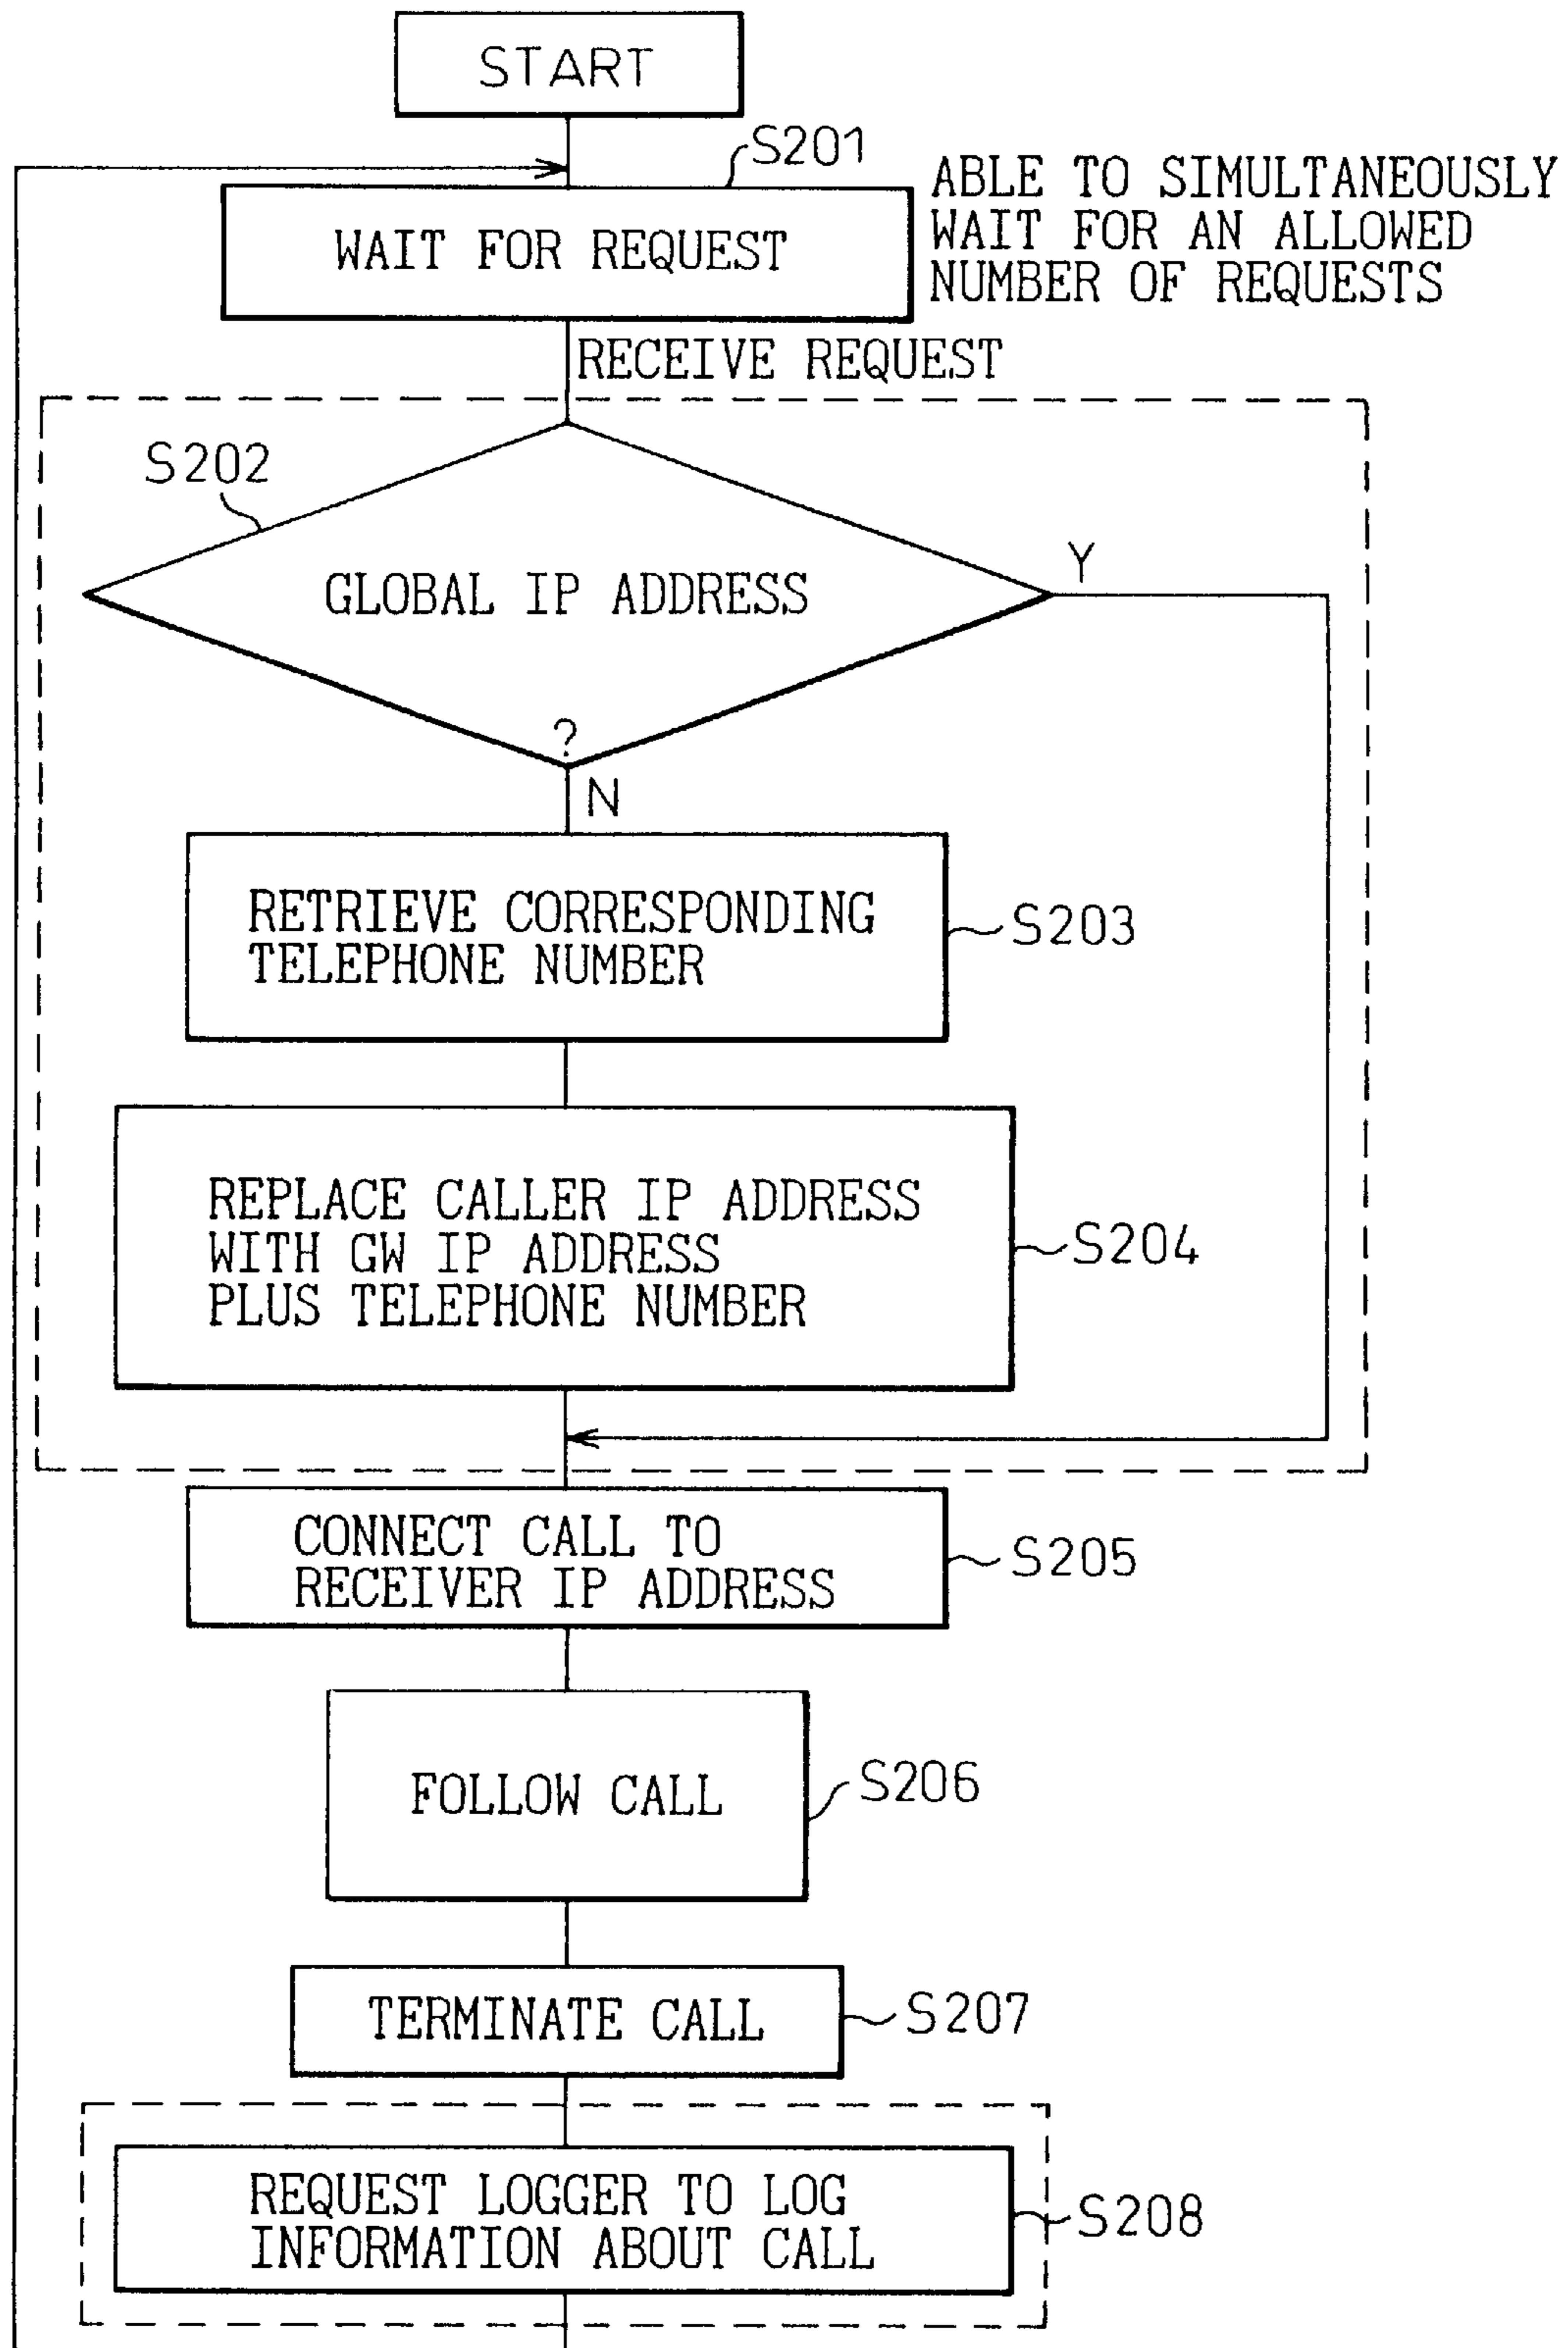 START
S201
ABLE TO SIMULTANEOUSLY
WAIT FOR AN ALLOWED
NUMBER OF REQUESTS
WAIT FOR REQUEST
RECEIVE REQUEST
S202
Y
GLOBAL IP ADDRESS
?
N
RETRIEVE CORRESPONDING
TELEPHONE NUMBER
S203
REPLACE CALLER IP ADDRESS
WITH GW IP ADDRESS
PLUS TELEPHONE NUMBER
S204
CONNECT CALL TO
RECEIVER IP ADDRESS
S205
FOLLOW CALL
S206
TERMINATE CALL
S207
REQUEST LOGGER TO LOG
INFORMATION ABOUT CALL
S208